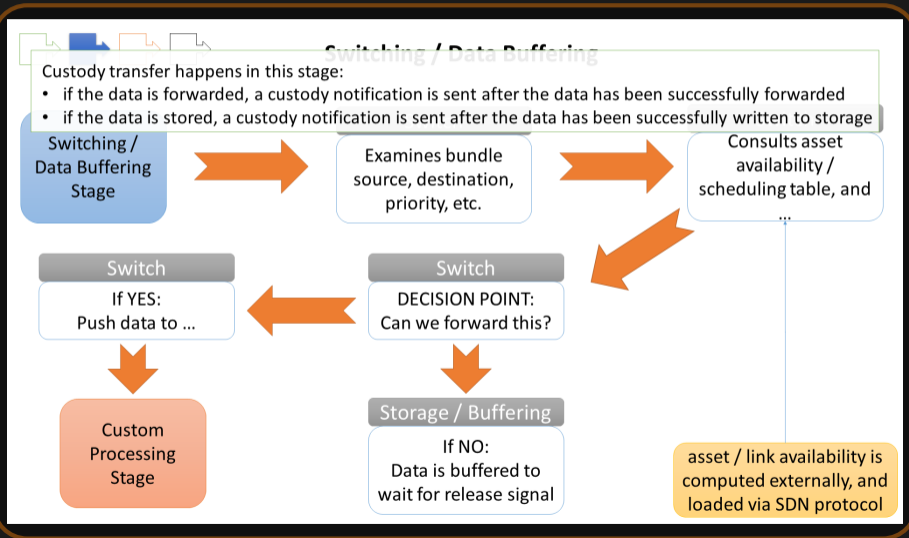 Switching / Data Buffering
Custody transfer happens in this stage:
• if the data is forwarded, a custody notification is sent after the data has been successfully forwarded
• if the data is stored, a custody notification is sent after the data has been successfully written to storage
Switching /
Data Buffering
Stage
Examines bundle
source, destination,
priority, etc.
Consults asset
availability /
scheduling table, and
...
Switch
If YES:
Push data to ...
Switch
DECISION POINT:
Can we forward this?
Custom
Processing
Stage
Storage / Buffering
If NO:
Data is buffered to
wait for release signal
asset / link availability is
computed externally, and
loaded via SDN protocol